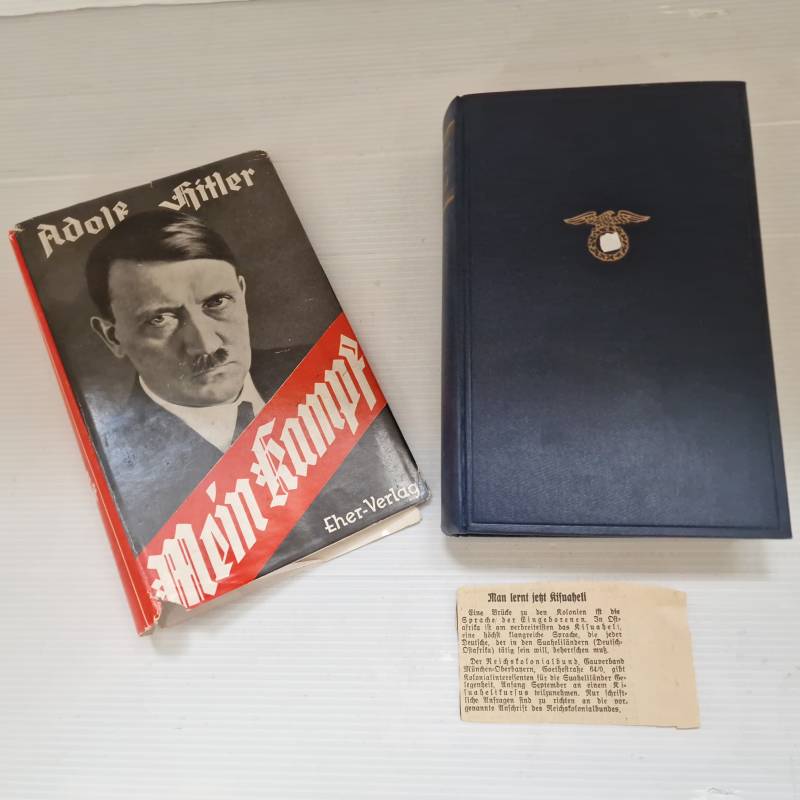 Adolf Hitler
Mein Kampf
Eher-Verlag
Man lernt jetzt Kisuaheli
Eine Brücke zu den Kolonien ist die
Sprache der Eingeborenen. In Ost-
afrika ist am verbreitetsten das Kisuaheli,
eine höchst klangreiche Sprache, die jeder
Deutsche, der in den Suaheliländern (Deutsch-
Ostafrika) tätig sein will, beherrschen muß.
Der Reichskolonialbund, Gauverband
München-Oberbayern, Goethestraße 64/0, gibt
Kolonialinteressenten für die Suaheliländer Ge-
legenheit, Anfang September an einem Ki-
suahelikursus teilzunehmen. Nur schrift-
liche Anfragen sind zu richten an die vor-
genannte Anschrift des Reichskolonialbundes.